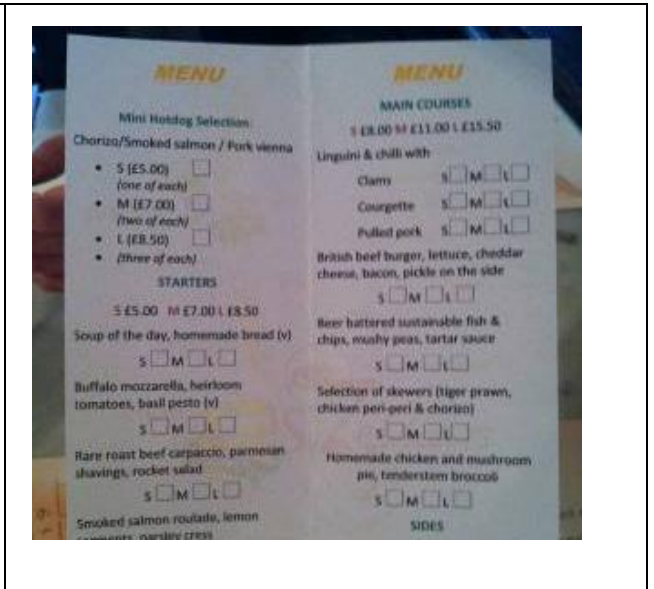 MENU
Mini Hotdog Selection
Chorizo/Smoked salmon / Pork vienna
• S (£5.00)
(one of each)
• M (£7.00)
(two of each)
• L (£8.50)
• (three of each)
STARTERS
S £5.00 M £7.00 L £8.50
Soup of the day, homemade bread (v)
S M L
Buffalo mozzarella, heirloom
tomatoes, basil pesto (v)
S M L
Rare roast beef carpaccio, parmesan
shavings, rocket salad
S M L
Smoked salmon roulade, lemon
segments, parsley cress
MENU
MAIN COURSES
S £8.00 M £11.00 L £15.50
Linguini & chilli with
Clams S M L
Courgette S M L
Pulled pork S M L
British beef burger, lettuce, cheddar
cheese, bacon, pickle on the side
S M L
Beer battered sustainable fish &
chips, mushy peas, tartar sauce
S M L
Selection of skewers (tiger prawn,
chicken peri-peri & chorizo)
S M L
Homemade chicken and mushroom
pie, tenderstem broccoli
S M L
SIDES